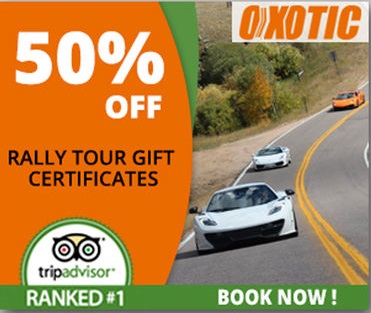 OXOTIC
50%
OFF
RALLY TOUR GIFT
CERTIFICATES
tripadvisor®
RANKED #1
BOOK NOW !